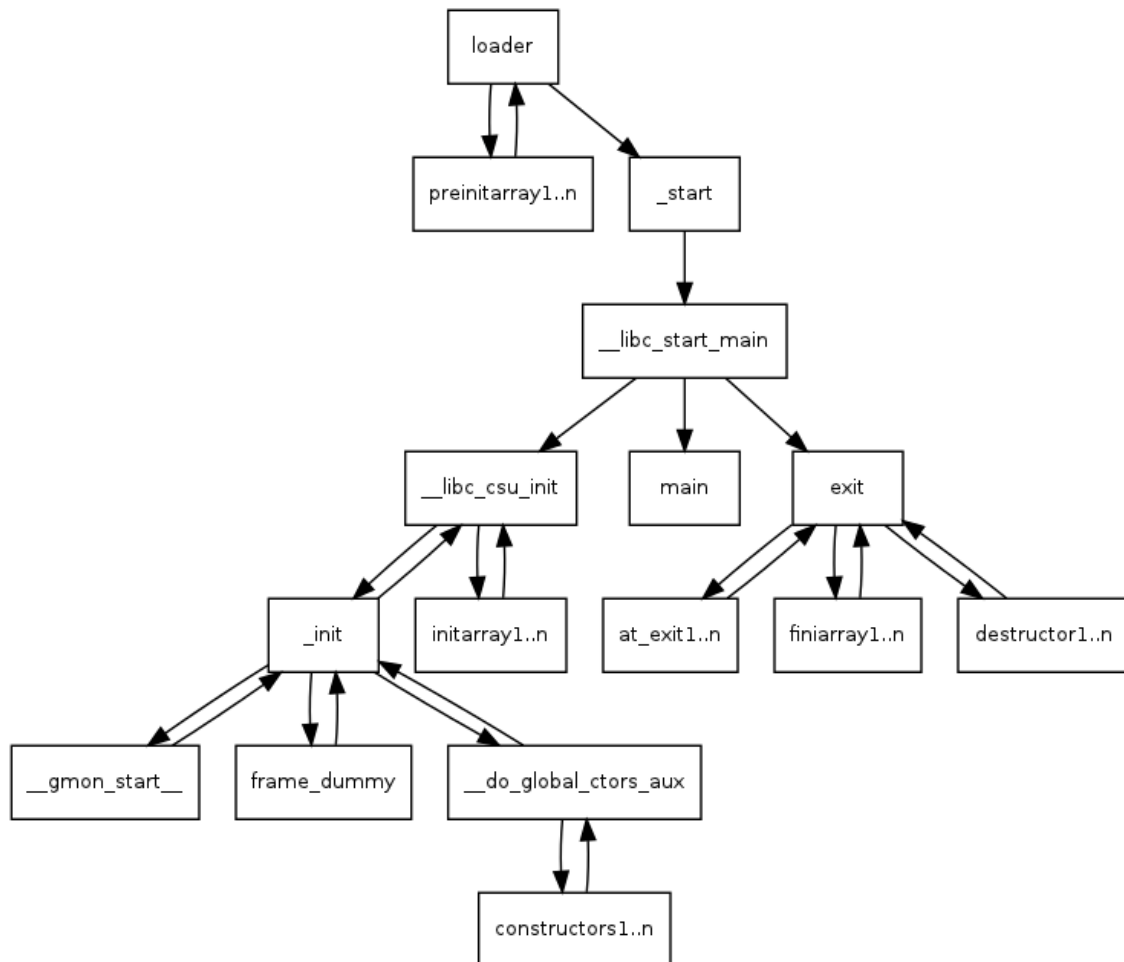 loader
preinitarray1..n
_start
__libc_start_main
__libc_csu_init
main
exit
_init
initarray1..n
at_exit1..n
finiarray1..n
destructor1..n
__gmon_start__
frame_dummy
__do_global_ctors_aux
constructors1..n